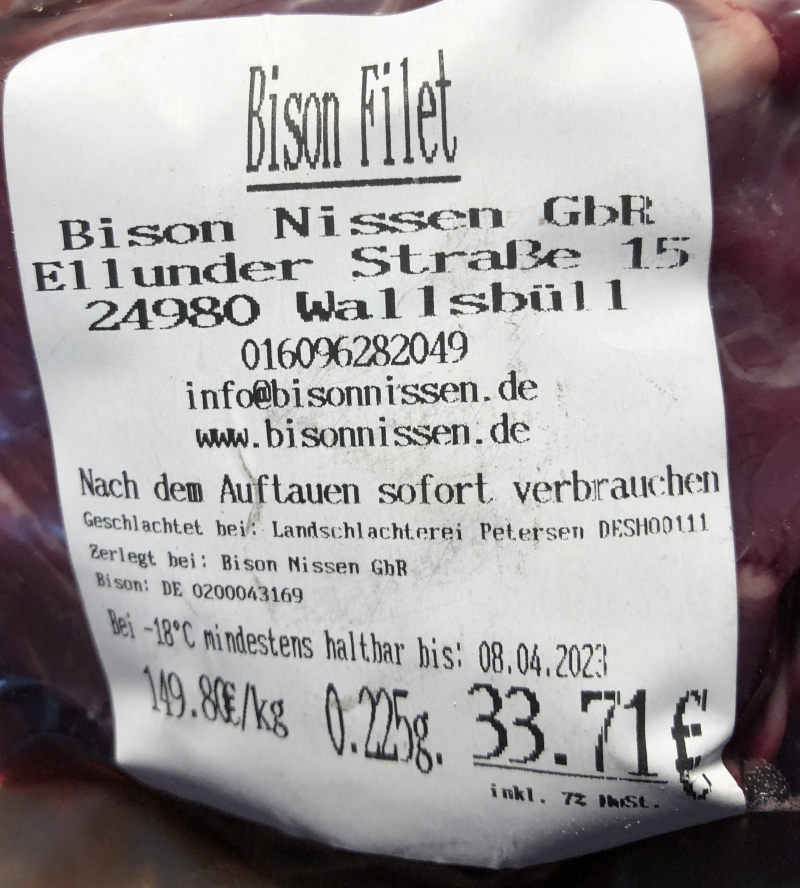 Bison Filet
Bison Nissen GbR
Ellunder Straße 15
24980 Wallsbüll
016096282049
info@bisonnissen.de
www.bisonnissen.de
Nach dem Auftauen sofort verbrauchen
Geschlachtet bei: Landschlachterei Petersen DESH00111
Zerlegt bei: Bison Nissen GbR
Bison: DE 0200043169
Bei -18°C mindestens haltbar bis: 08.04.2023
149.80€/kg 0.225g. 33.71€
inkl. 7% MwSt.